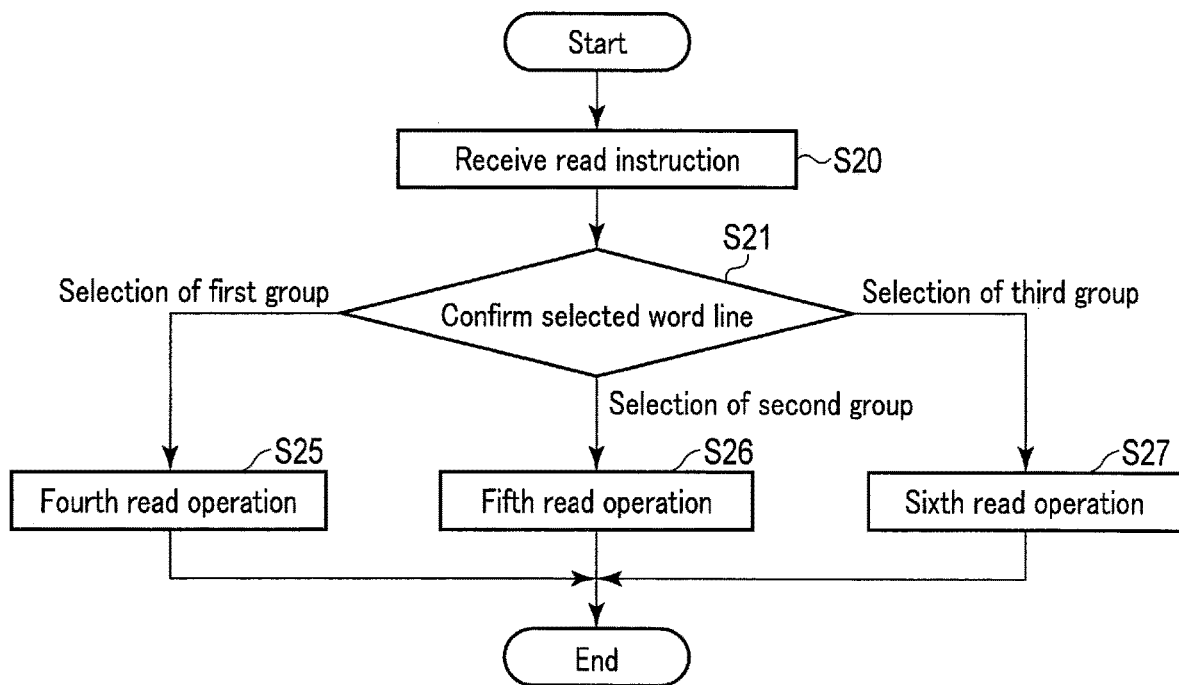 Start
Receive read instruction
S20
S21
Selection of first group
Confirm selected word line
Selection of third group
Selection of second group
S25
S26
S27
Fourth read operation
Fifth read operation
Sixth read operation
End